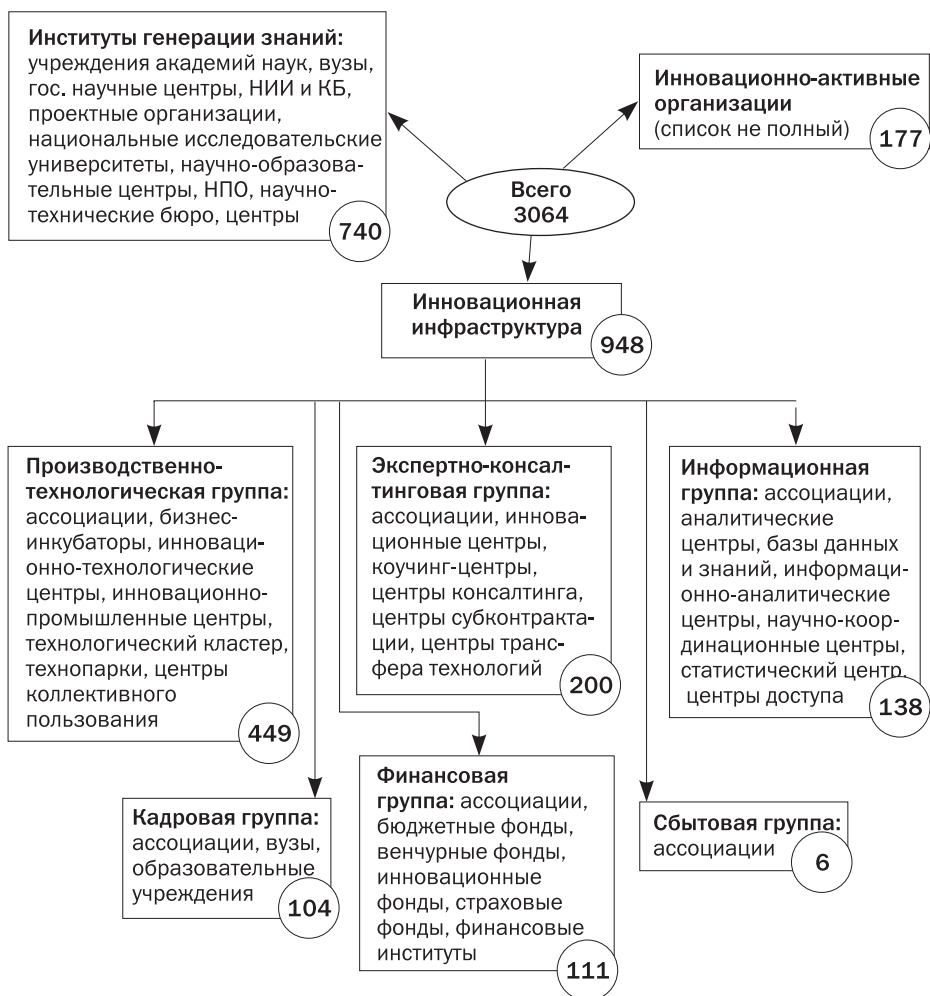 Институты генерации знаний:
учреждения академий наук, вузы,
гос. научные центры, НИИ и КБ,
проектные организации,
национальные исследовательские
университеты, научно-образова-
тельные центры, НПО, научно-
технические бюро, центры
740
Инновационно-активные
организации
(список не полный)
177
Всего
3064
Инновационная
инфраструктура
948
Производственно-
технологическая группа:
ассоциации, бизнес-
инкубаторы, инноваци-
онно-технологические
центры, инновационно-
промышленные центры,
технологический кластер,
технопарки, центры
коллективного
пользования
449
Экспертно-консал-
тинговая группа:
ассоциации, иннова-
ционные центры,
коучинг-центры,
центры консалтинга,
центры субконтракта-
ции, центры транс-
фера технологий
200
Информационная
группа: ассоциации,
аналитические
центры, базы данных
и знаний, информаци-
онно-аналитические
центры, научно-коор-
динационные центры,
статистический центр,
центры доступа
138
Кадровая группа:
ассоциации, вузы,
образовательные
учреждения
104
Финансовая
группа: ассоциации,
бюджетные фонды,
венчурные фонды,
инновационные
фонды, страховые
фонды, финансовые
институты
111
Сбытовая группа:
ассоциации
6